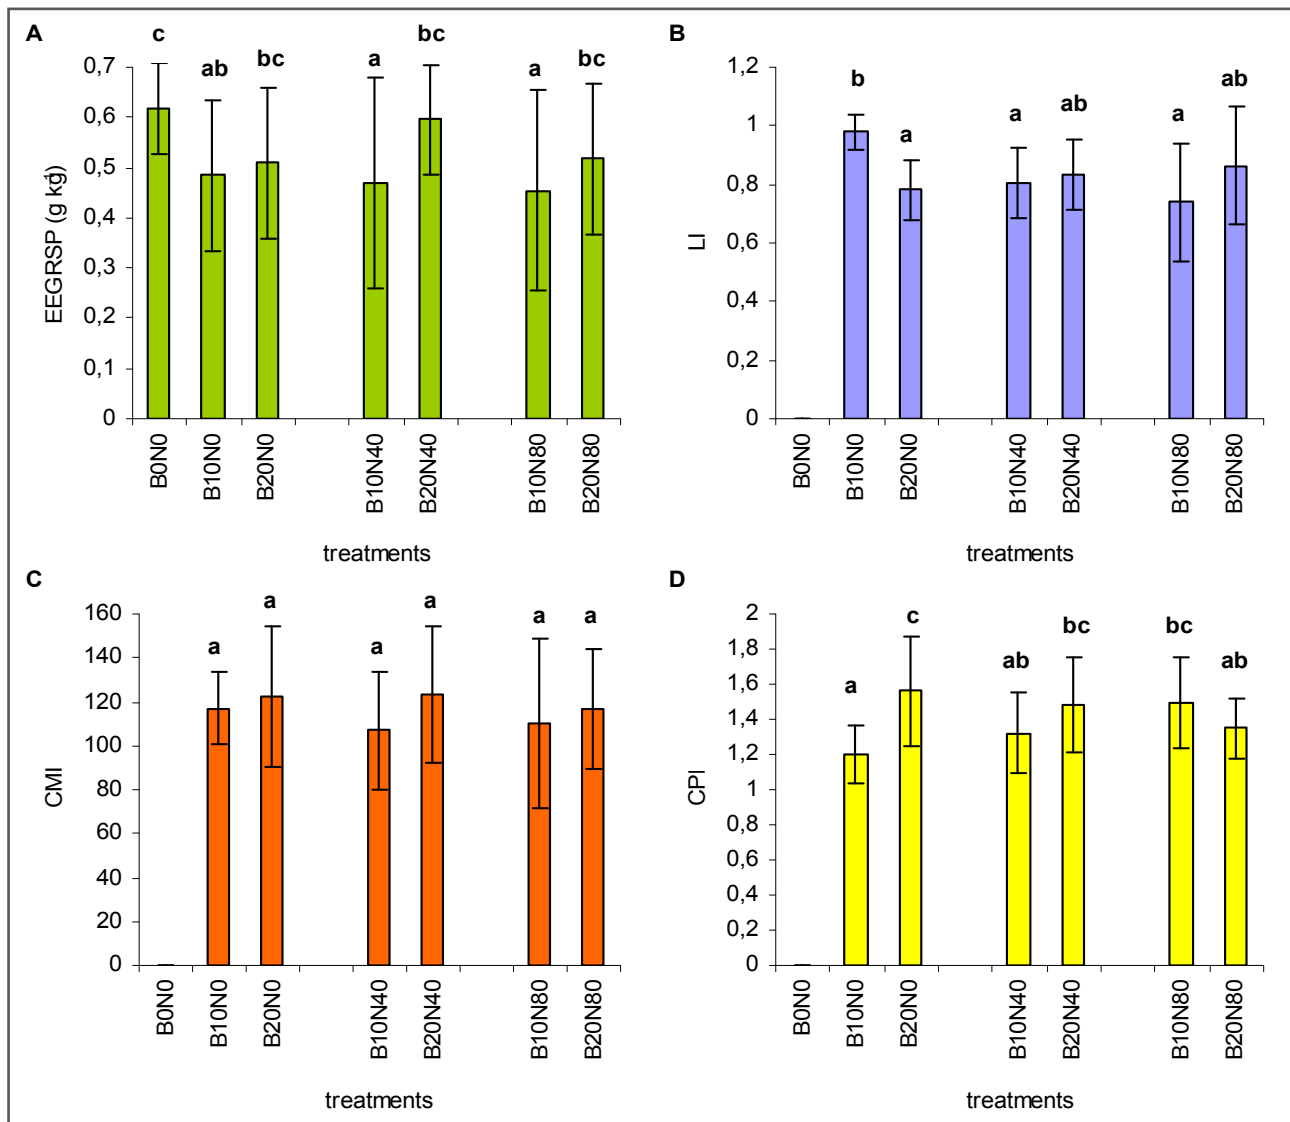 A
c
ab
bc
a
bc
a
bc
0,7
0,6
0,5
0,4
0,3
0,2
0,1
0
EEGRSP (g kg-1)
B0N0
B10N0
B20N0
B10N40
B20N40
B10N80
B20N80
treatments
B
b
a
a
ab
a
ab
1,2
1
0,8
0,6
0,4
0,2
0
LI
B0N0
B10N0
B20N0
B10N40
B20N40
B10N80
B20N80
treatments
C
a
a
a
a
a
a
160
140
120
100
80
60
40
20
0
CMI
B0N0
B10N0
B20N0
B10N40
B20N40
B10N80
B20N80
treatments
D
a
c
ab
bc
bc
ab
2
1,8
1,6
1,4
1,2
1
0,8
0,6
0,4
0,2
0
CPI
B0N0
B10N0
B20N0
B10N40
B20N40
B10N80
B20N80
treatments